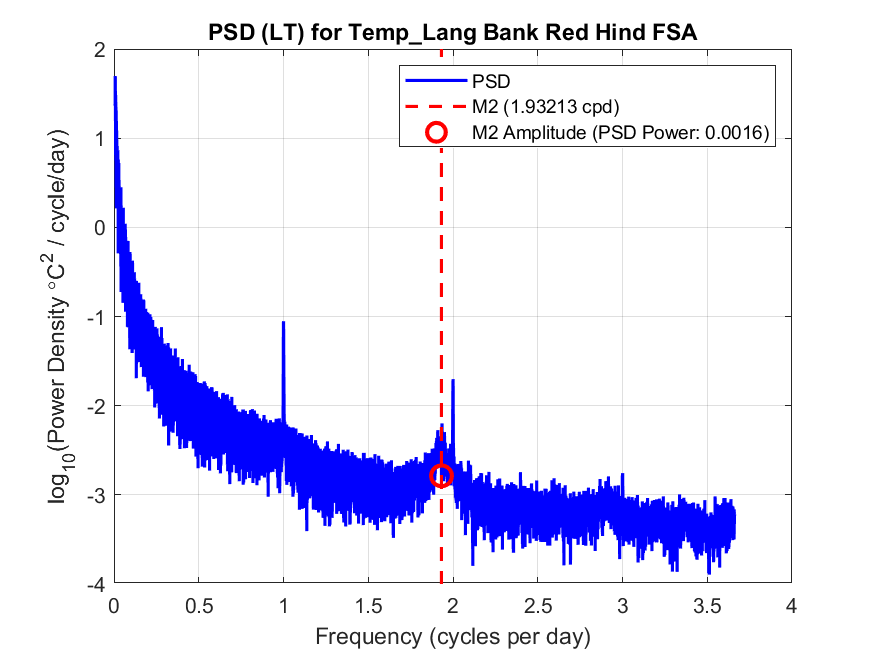 PSD (LT) for Temp_Lang Bank Red Hind FSA
PSD
M2 (1.93213 cpd)
M2 Amplitude (PSD Power: 0.0016)
log10(Power Density °C2 / cycle/day)
2
1
0
-1
-2
-3
-4
0 0.5 1 1.5 2 2.5 3 3.5 4
Frequency (cycles per day)